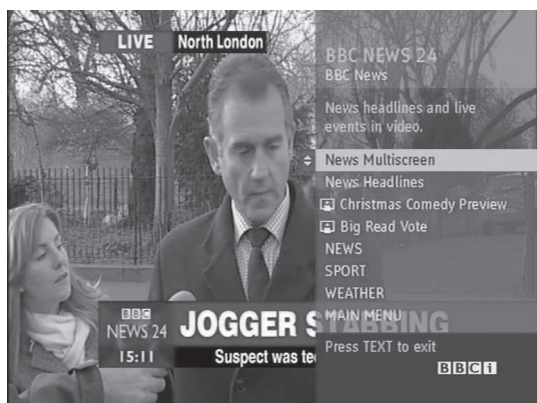 LIVE North London
BBC NEWS 24
BBC News
News headlines and live
events in video.
News Multiscreen
News Headlines
Christmas Comedy Preview
Big Read Vote
NEWS
SPORT
WEATHER
MAIN MENU
Press TEXT to exit
BBCi
BBC
NEWS 24
15:11
JOGGER STABBING
Suspect was